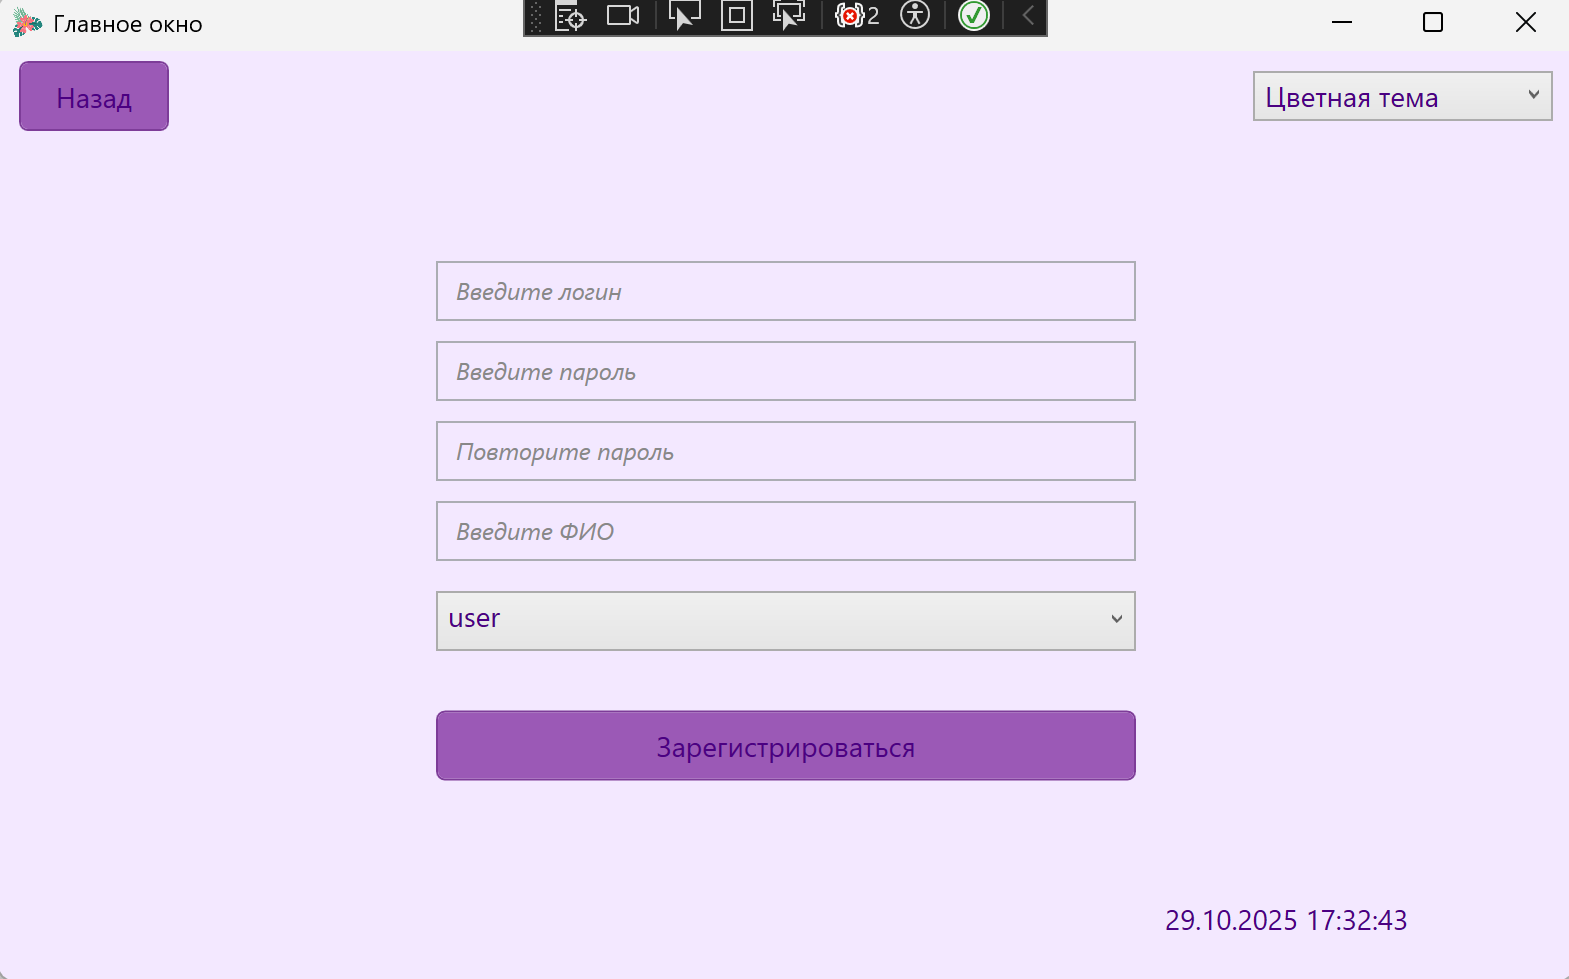 Главное окно
2
Назад
Цветная тема
Введите логин
Введите пароль
Повторите пароль
Введите ФИО
user
Зарегистрироваться
29.10.2025 17:32:43